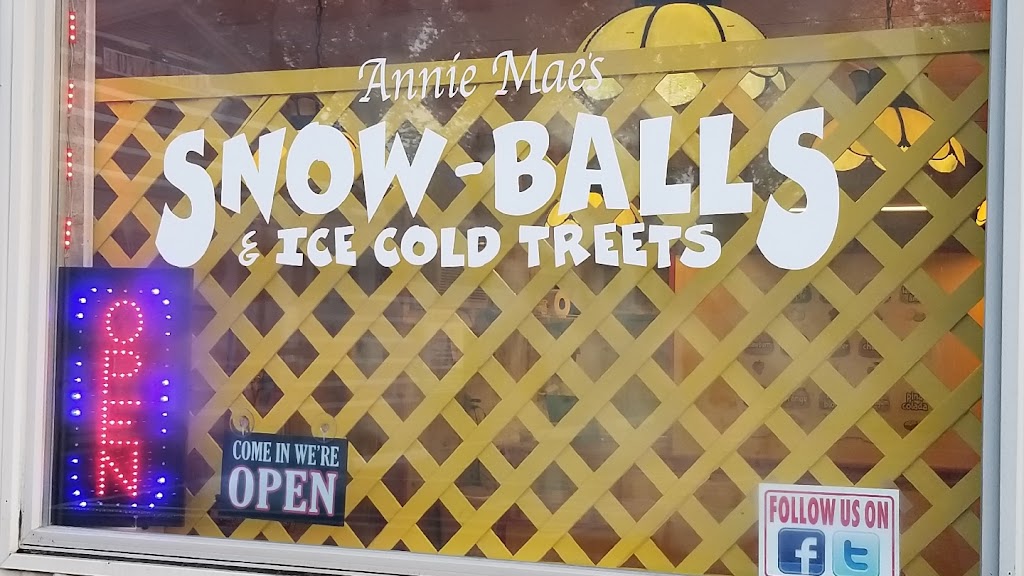 Annie Mae's
SNOW-BALLS
& ICE COLD TREETS
OPEN
COME IN WE'RE
OPEN
FOLLOW US ON
f t